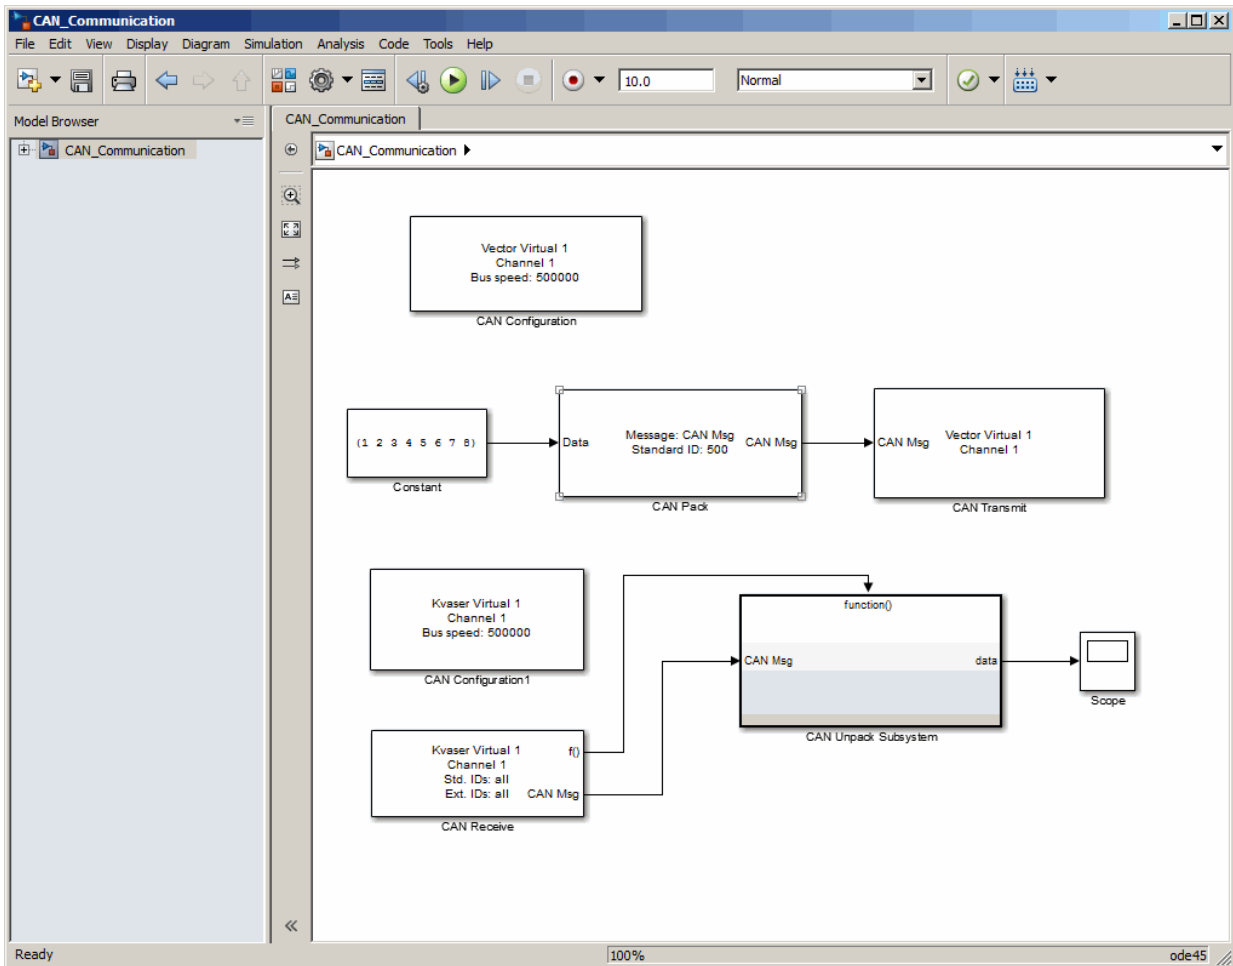 CAN_Communication
File Edit View Display Diagram Simulation Analysis Code Tools Help
10.0 Normal
Model Browser
CAN_Communication
CAN_Communication
CAN_Communication
Vector Virtual 1
Channel 1
Bus speed: 500000
CAN Configuration
(1 2 3 4 5 6 7 8)
Constant
Data
Message: CAN Msg
Standard ID: 500
CAN Msg
CAN Pack
CAN Msg
Vector Virtual 1
Channel 1
CAN Transmit
Kvaser Virtual 1
Channel 1
Bus speed: 500000
CAN Configuration1
function()
CAN Msg
data
CAN Unpack Subsystem
Scope
Kvaser Virtual 1
f()
Channel 1
Std. IDs: all
Ext. IDs: all
CAN Msg
CAN Receive
Ready
100%
ode45